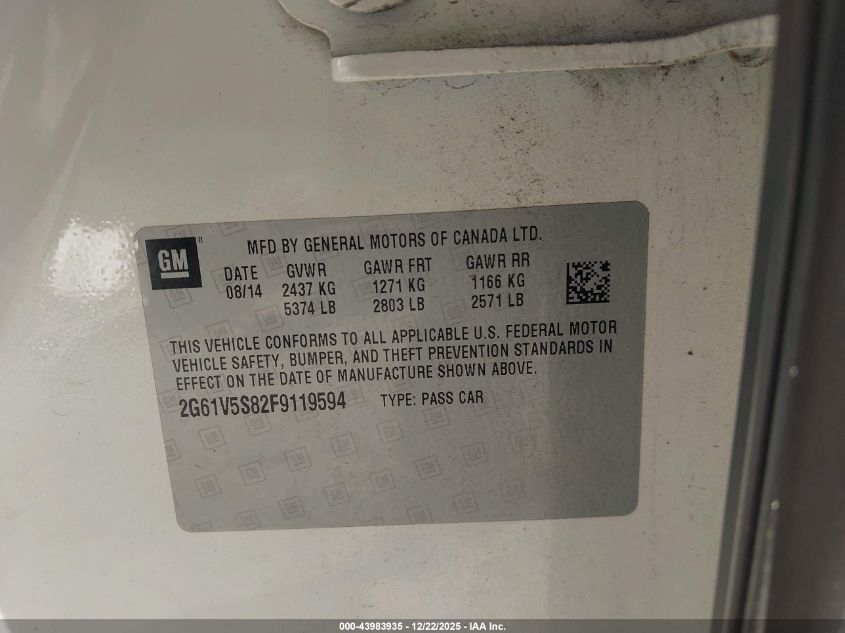 GM ® MFD BY GENERAL MOTORS OF CANADA LTD.
DATE GVWR GAWR FRT GAWR RR
08/14 2437 KG 1271 KG 1166 KG
5374 LB 2803 LB 2571 LB
THIS VEHICLE CONFORMS TO ALL APPLICABLE U.S. FEDERAL MOTOR
VEHICLE SAFETY, BUMPER, AND THEFT PREVENTION STANDARDS IN
EFFECT ON THE DATE OF MANUFACTURE SHOWN ABOVE.
2G61V5S82F9119594 TYPE: PASS CAR
000-43983935 - 12/22/2025 - IAA Inc.